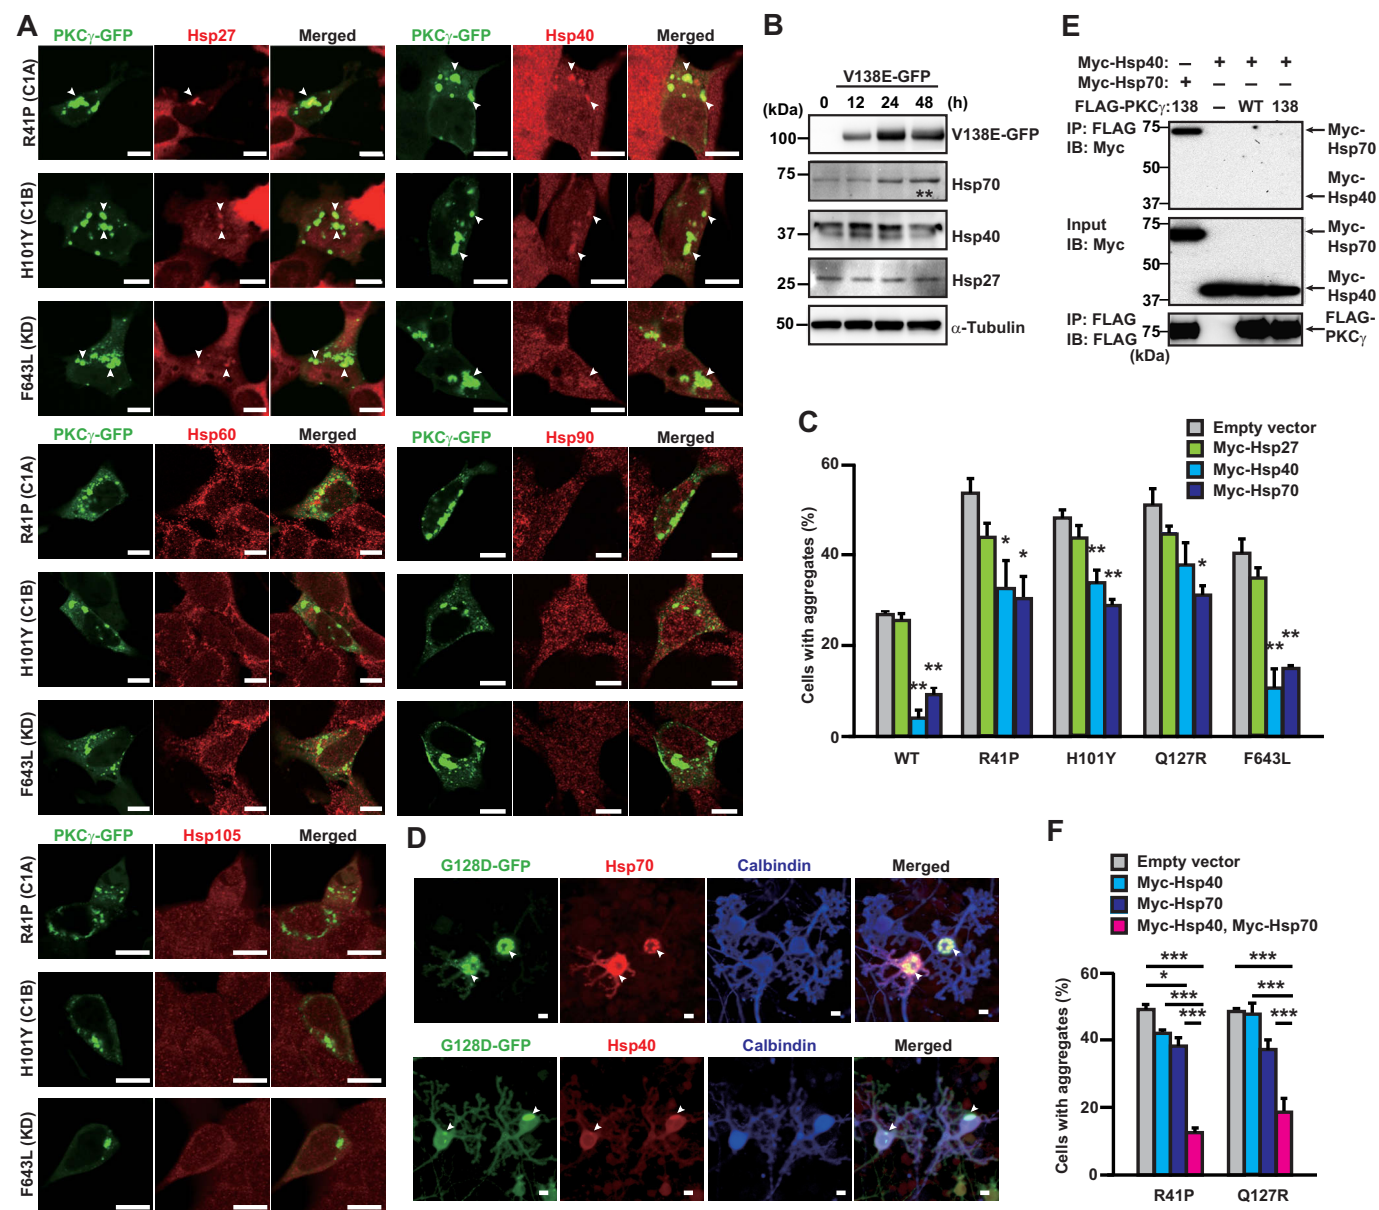 A
PKCγ-GFP Hsp27 Merged PKCγ-GFP Hsp40 Merged
R41P (C1A)
H101Y (C1B)
F643L (KD)
PKCγ-GFP Hsp60 Merged PKCγ-GFP Hsp90 Merged
R41P (C1A)
H101Y (C1B)
F643L (KD)
PKCγ-GFP Hsp105 Merged
R41P (C1A)
H101Y (C1B)
F643L (KD)
B
V138E-GFP
(kDa) 0 12 24 48 (h)
100 V138E-GFP
75 Hsp70
**
37 Hsp40
25 Hsp27
50 α-Tubulin
E
Myc-Hsp40: – + + +
Myc-Hsp70: + – – –
FLAG-PKCγ: 138 – WT 138
IP: FLAG
IB: Myc
75
50
37
Myc-
Hsp70
Myc-
Hsp40
Input
IB: Myc
75
50
37
Myc-
Hsp70
Myc-
Hsp40
IP: FLAG
IB: FLAG
75
(kDa)
FLAG-
PKCγ
C
Empty vector
Myc-Hsp27
Myc-Hsp40
Myc-Hsp70
Cells with aggregates (%)
60
40
20
0
** **
* *
** **
*
** **
WT R41P H101Y Q127R F643L
D
G128D-GFP Hsp70 Calbindin Merged
G128D-GFP Hsp40 Calbindin Merged
F
Empty vector
Myc-Hsp40
Myc-Hsp70
Myc-Hsp40, Myc-Hsp70
Cells with aggregates (%)
60
40
20
0
*** ***
* ***
*** ***
***
R41P Q127R